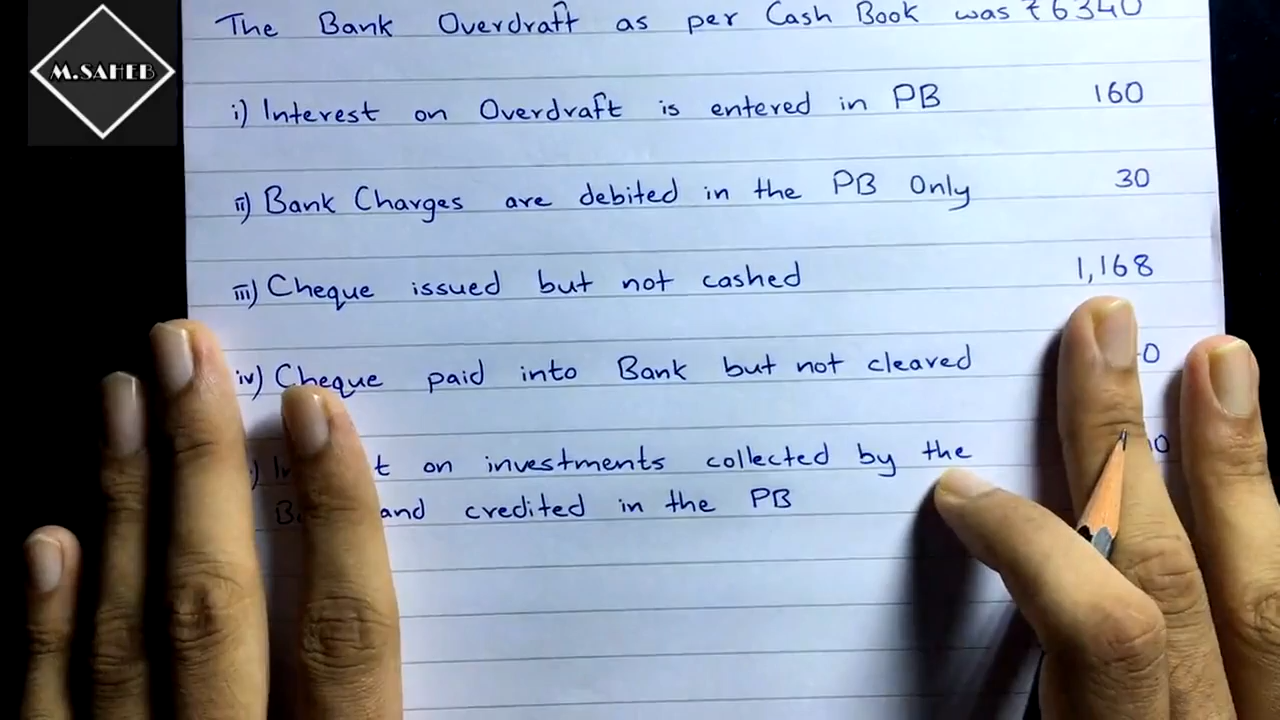 M.SAHEB
The Bank Overdraft as per Cash Book was ₹6340
i) Interest on Overdraft is entered in PB 160
ii) Bank Charges are debited in the PB Only 30
iii) Cheque issued but not cashed 1,168
iv) Cheque paid into Bank but not cleared
on investments collected by the
and credited in the PB